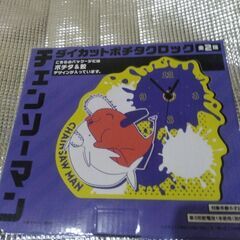 ダイカットポチタクロック
全2種
こちらのパッケージには
ポチタ&鮫
デザインが入っています。
チェンソーマン
12
CHAINSAW MAN